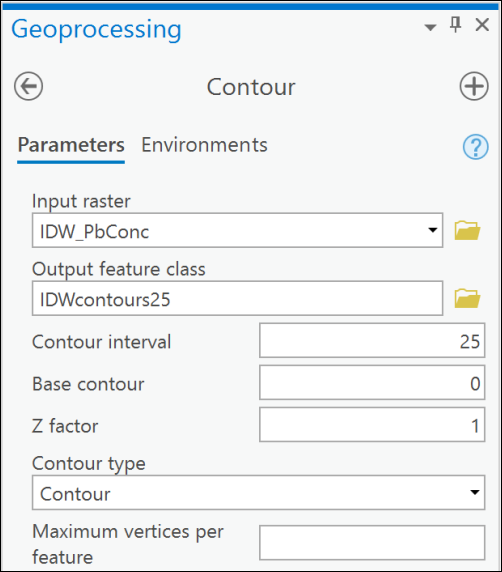 Geoprocessing
Contour
Parameters Environments
?
Input raster
IDW_PbConc
Output feature class
IDWcontours25
Contour interval 25
Base contour 0
Z factor 1
Contour type
Contour
Maximum vertices per
feature